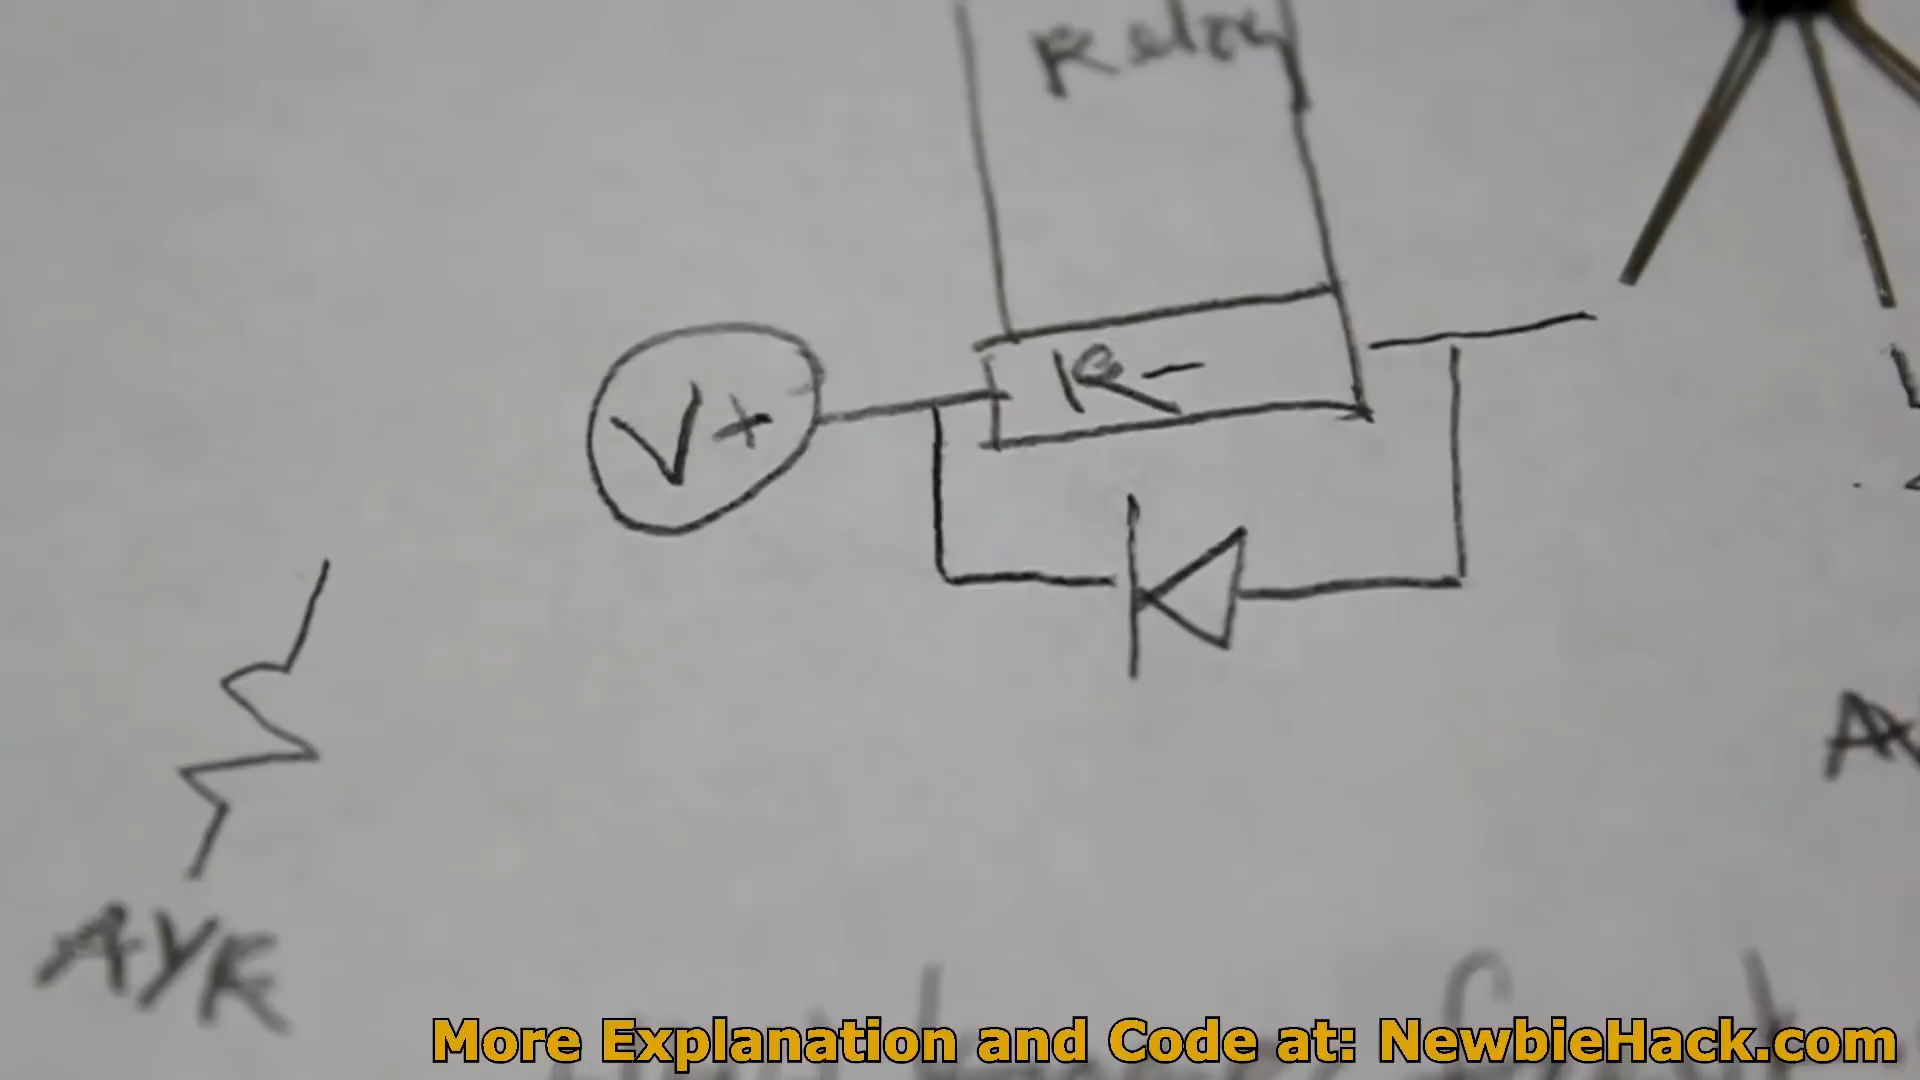 Relay
V+
R-
AYK
More Explanation and Code at: NewbieHack.com